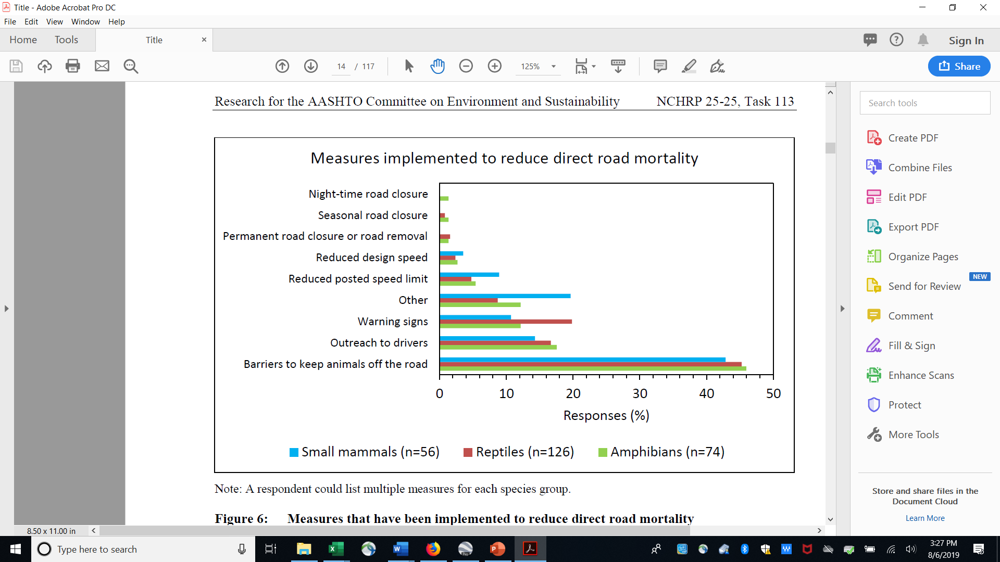 Title - Adobe Acrobat Pro DC
File Edit View Window Help
Home Tools Title × Sign In
14 / 117 125% Share
Research for the AASHTO Committee on Environment and Sustainability NCHRP 25-25, Task 113
Measures implemented to reduce direct road mortality
Night-time road closure
Seasonal road closure
Permanent road closure or road removal
Reduced design speed
Reduced posted speed limit
Other
Warning signs
Outreach to drivers
Barriers to keep animals off the road
0 10 20 30 40 50
Responses (%)
Small mammals (n=56) Reptiles (n=126) Amphibians (n=74)
Note: A respondent could list multiple measures for each species group.
Figure 6: Measures that have been implemented to reduce direct road mortality
8.50 x 11.00 in
Search tools
Create PDF
Combine Files
Edit PDF
Export PDF
Organize Pages
NEW
Send for Review
Comment
Fill & Sign
Enhance Scans
Protect
More Tools
Store and share files in the
Document Cloud
Learn More
Type here to search
3:27 PM
8/6/2019